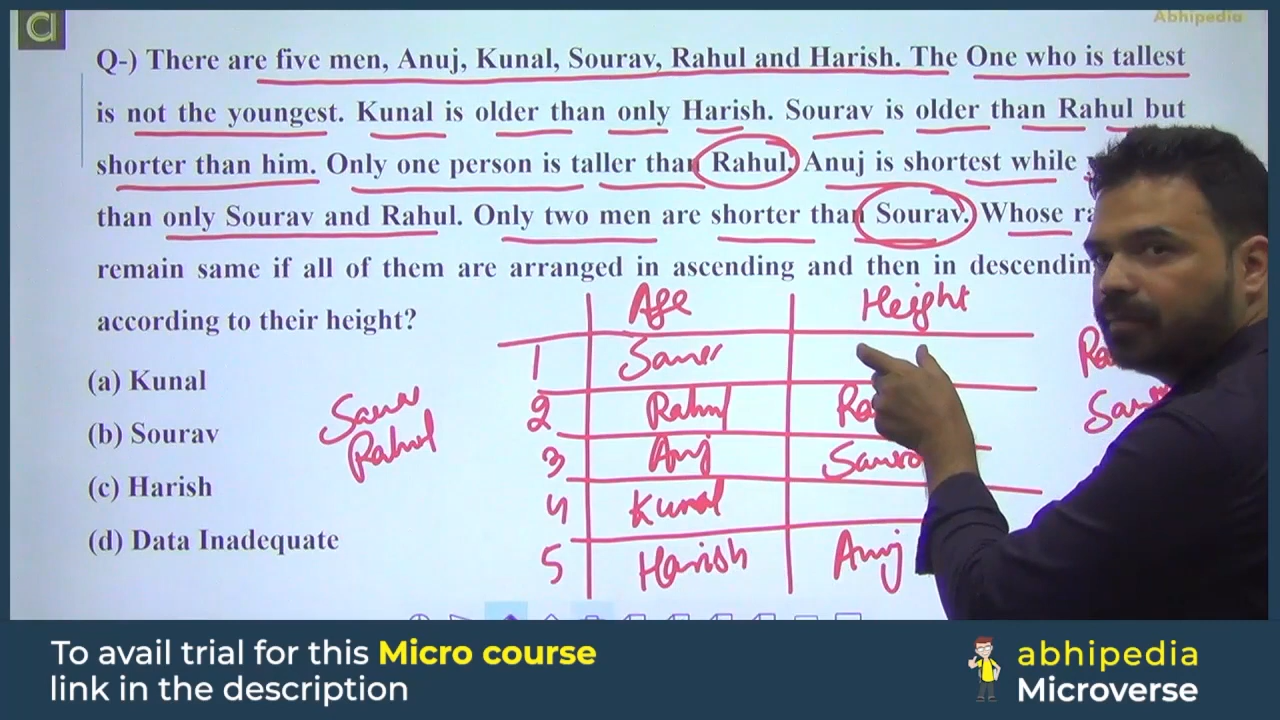 Abhipedia
Q-) There are five men, Anuj, Kunal, Sourav, Rahul and Harish. The One who is tallest
is not the youngest. Kunal is older than only Harish. Sourav is older than Rahul but
shorter than him. Only one person is taller than Rahul. Anuj is shortest while
than only Sourav and Rahul. Only two men are shorter than Sourav. Whose
remain same if all of them are arranged in ascending and then in
according to their height?
(a) Kunal
(b) Sourav
(c) Harish
(d) Data Inadequate
Rahul
Age Height
1
2 Rahul
3 Anuj
4 Kunal
5 Harish Anuj
To avail trial for this Micro course
link in the description
abhipedia
Microverse